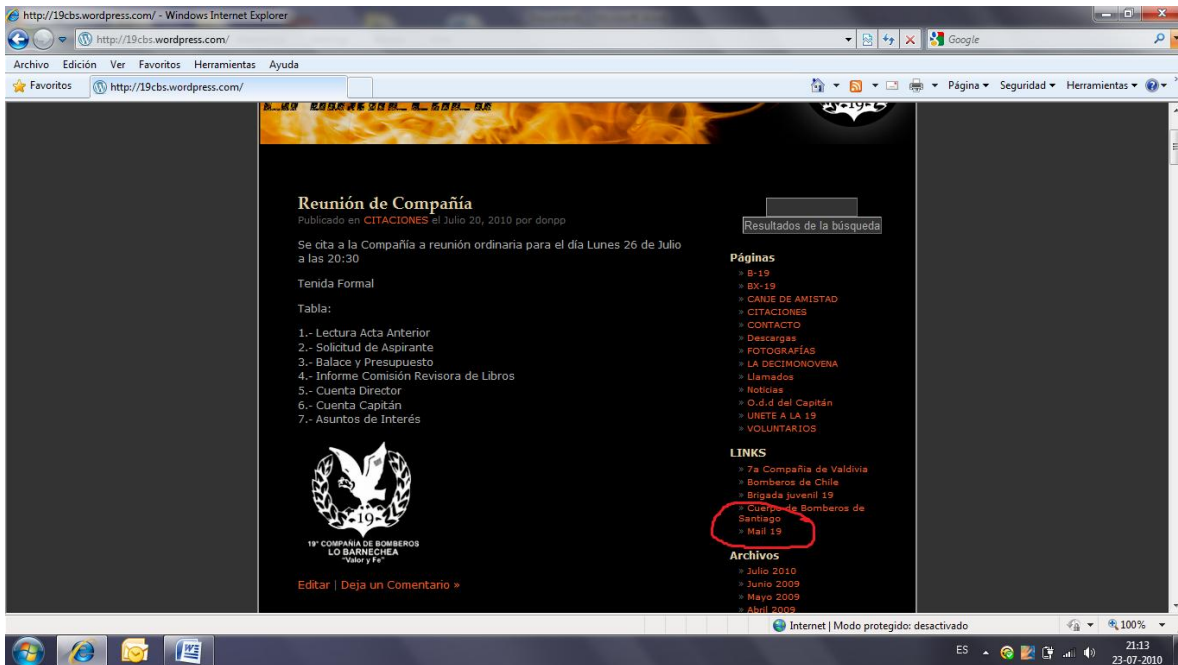 http://19cbs.wordpress.com/ - Windows Internet Explorer
http://19cbs.wordpress.com/
Google
Archivo Edición Ver Favoritos Herramientas Ayuda
Favoritos
http://19cbs.wordpress.com/
Página
Seguridad
Herramientas
-19-
Reunión de Compañía
Publicado en CITACIONES el Julio 20, 2010 por donpp
Se cita a la Compañía a reunión ordinaria para el día Lunes 26 de Julio
a las 20:30
Tenida Formal
Tabla:
1.- Lectura Acta Anterior
2.- Solicitud de Aspirante
3.- Balace y Presupuesto
4.- Informe Comisión Revisora de Libros
5.- Cuenta Director
6.- Cuenta Capitán
7.- Asuntos de Interés
-19-
19° COMPAÑIA DE BOMBEROS
LO BARNECHEA
"Valor y Fe"
Editar | Deja un Comentario »
Resultados de la búsqueda
Páginas
» B-19
» BX-19
» CANJE DE AMISTAD
» CITACIONES
» CONTACTO
» Descargas
» FOTOGRAFÍAS
» LA DECIMONOVENA
» Llamados
» Noticias
» O.d.d del Capitán
» UNETE A LA 19
» VOLUNTARIOS
LINKS
» 7a Compañia de Valdivia
» Bomberos de Chile
» Brigada juvenil 19
» Cuerpo de Bomberos de
Santiago
» Mail 19
Archivos
» Julio 2010
» Junio 2009
» Mayo 2009
» Abril 2009
Internet | Modo protegido: desactivado
100%
ES
21:13
23-07-2010